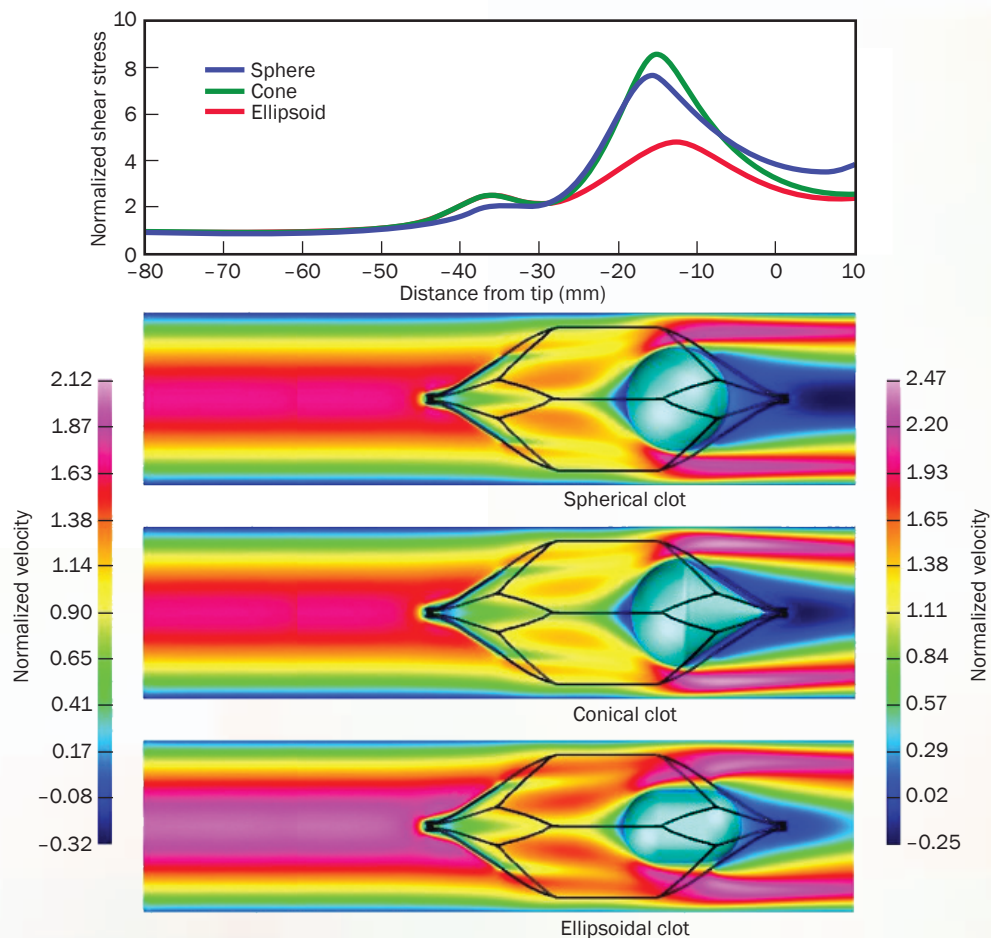 10
8
6
4
2
0
Normalized shear stress
Sphere
Cone
Ellipsoid
–80 –70 –60 –50 –40 –30 –20 –10 0 10
Distance from tip (mm)
Spherical clot
Conical clot
Ellipsoidal clot
Normalized velocity
2.12
1.87
1.63
1.38
1.14
0.90
0.65
0.41
0.17
–0.08
–0.32
2.47
2.20
1.93
1.65
1.38
1.11
0.84
0.57
0.29
0.02
–0.25
Normalized velocity